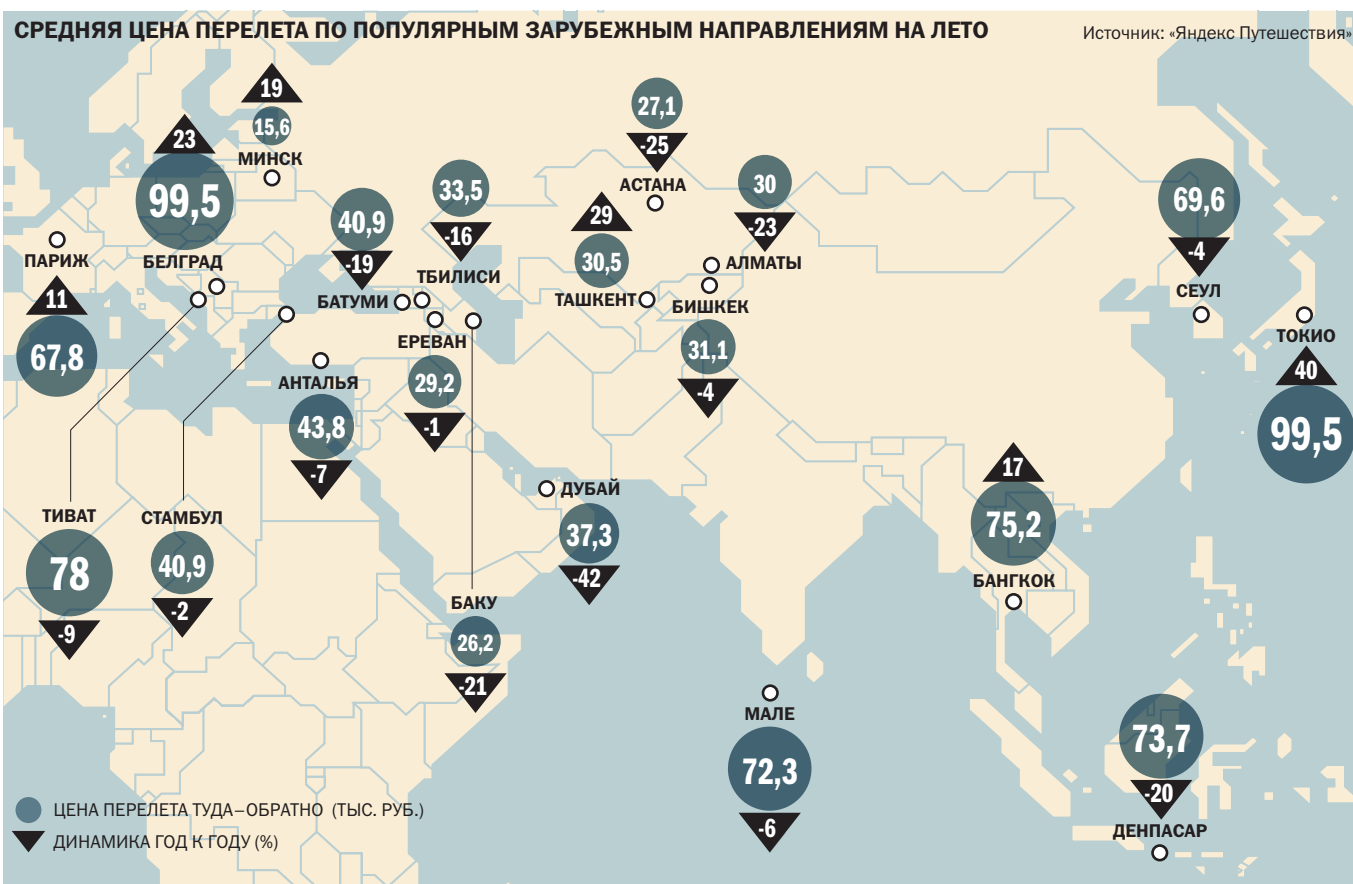 СРЕДНЯЯ ЦЕНА ПЕРЕЛЕТА ПО ПОПУЛЯРНЫМ ЗАРУБЕЖНЫМ НАПРАВЛЕНИЯМ НА ЛЕТО
Источник: «Яндекс Путешествия»
19
15,6
МИНСК
23
99,5
БЕЛГРАД
ПАРИЖ
11
67,8
40,9
-19
БАТУМИ
33,5
-16
ТБИЛИСИ
27,1
-25
АСТАНА
29
30,5
ТАШКЕНТ
30
-23
АЛМАТЫ
БИШКЕК
31,1
-4
69,6
-4
СЕУЛ
ТОКИО
40
99,5
ЕРЕВАН
29,2
-1
АНТАЛЬЯ
43,8
-7
ТИВАТ
78
-9
СТАМБУЛ
40,9
-2
ДУБАЙ
37,3
-42
БАКУ
26,2
-21
17
75,2
БАНГКОК
МАЛЕ
72,3
-6
73,7
-20
ДЕНПАСАР
ЦЕНА ПЕРЕЛЕТА ТУДА–ОБРАТНО (ТЫС. РУБ.)
ДИНАМИКА ГОД К ГОДУ (%)